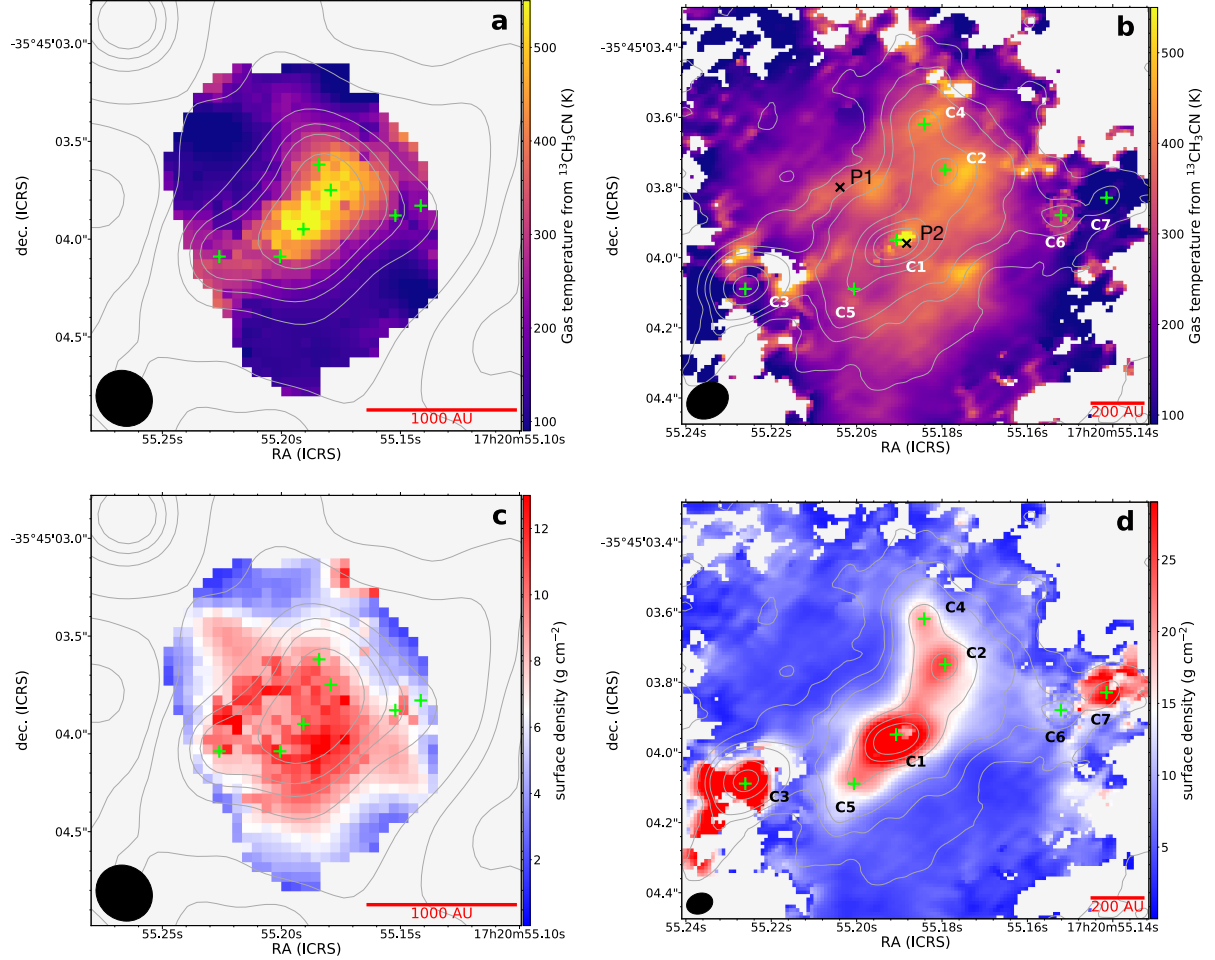 a
-35°45'03.0"
03.5"
04.0"
04.5"
dec. (ICRS)
55.25s
55.20s
55.15s
17h20m55.10s
RA (ICRS)
1000 AU
500
400
300
200
100
Gas temperature from ¹³CH₃CN (K)
b
-35°45'03.4"
03.6"
03.8"
04.0"
04.2"
04.4"
dec. (ICRS)
C4
C2
P1
C7
C6
P2
C1
C3
C5
200 AU
55.24s
55.22s
55.20s
55.18s
55.16s
17h20m55.14s
RA (ICRS)
500
400
300
200
100
Gas temperature from ¹³CH₃CN (K)
c
-35°45'03.0"
03.5"
04.0"
04.5"
dec. (ICRS)
55.25s
55.20s
55.15s
17h20m55.10s
RA (ICRS)
1000 AU
12
10
8
6
4
2
surface density (g cm⁻²)
d
-35°45'03.4"
03.6"
03.8"
04.0"
04.2"
04.4"
dec. (ICRS)
C4
C2
C7
C6
C1
C3
C5
200 AU
55.24s
55.22s
55.20s
55.18s
55.16s
17h20m55.14s
RA (ICRS)
25
20
15
10
5
surface density (g cm⁻²)